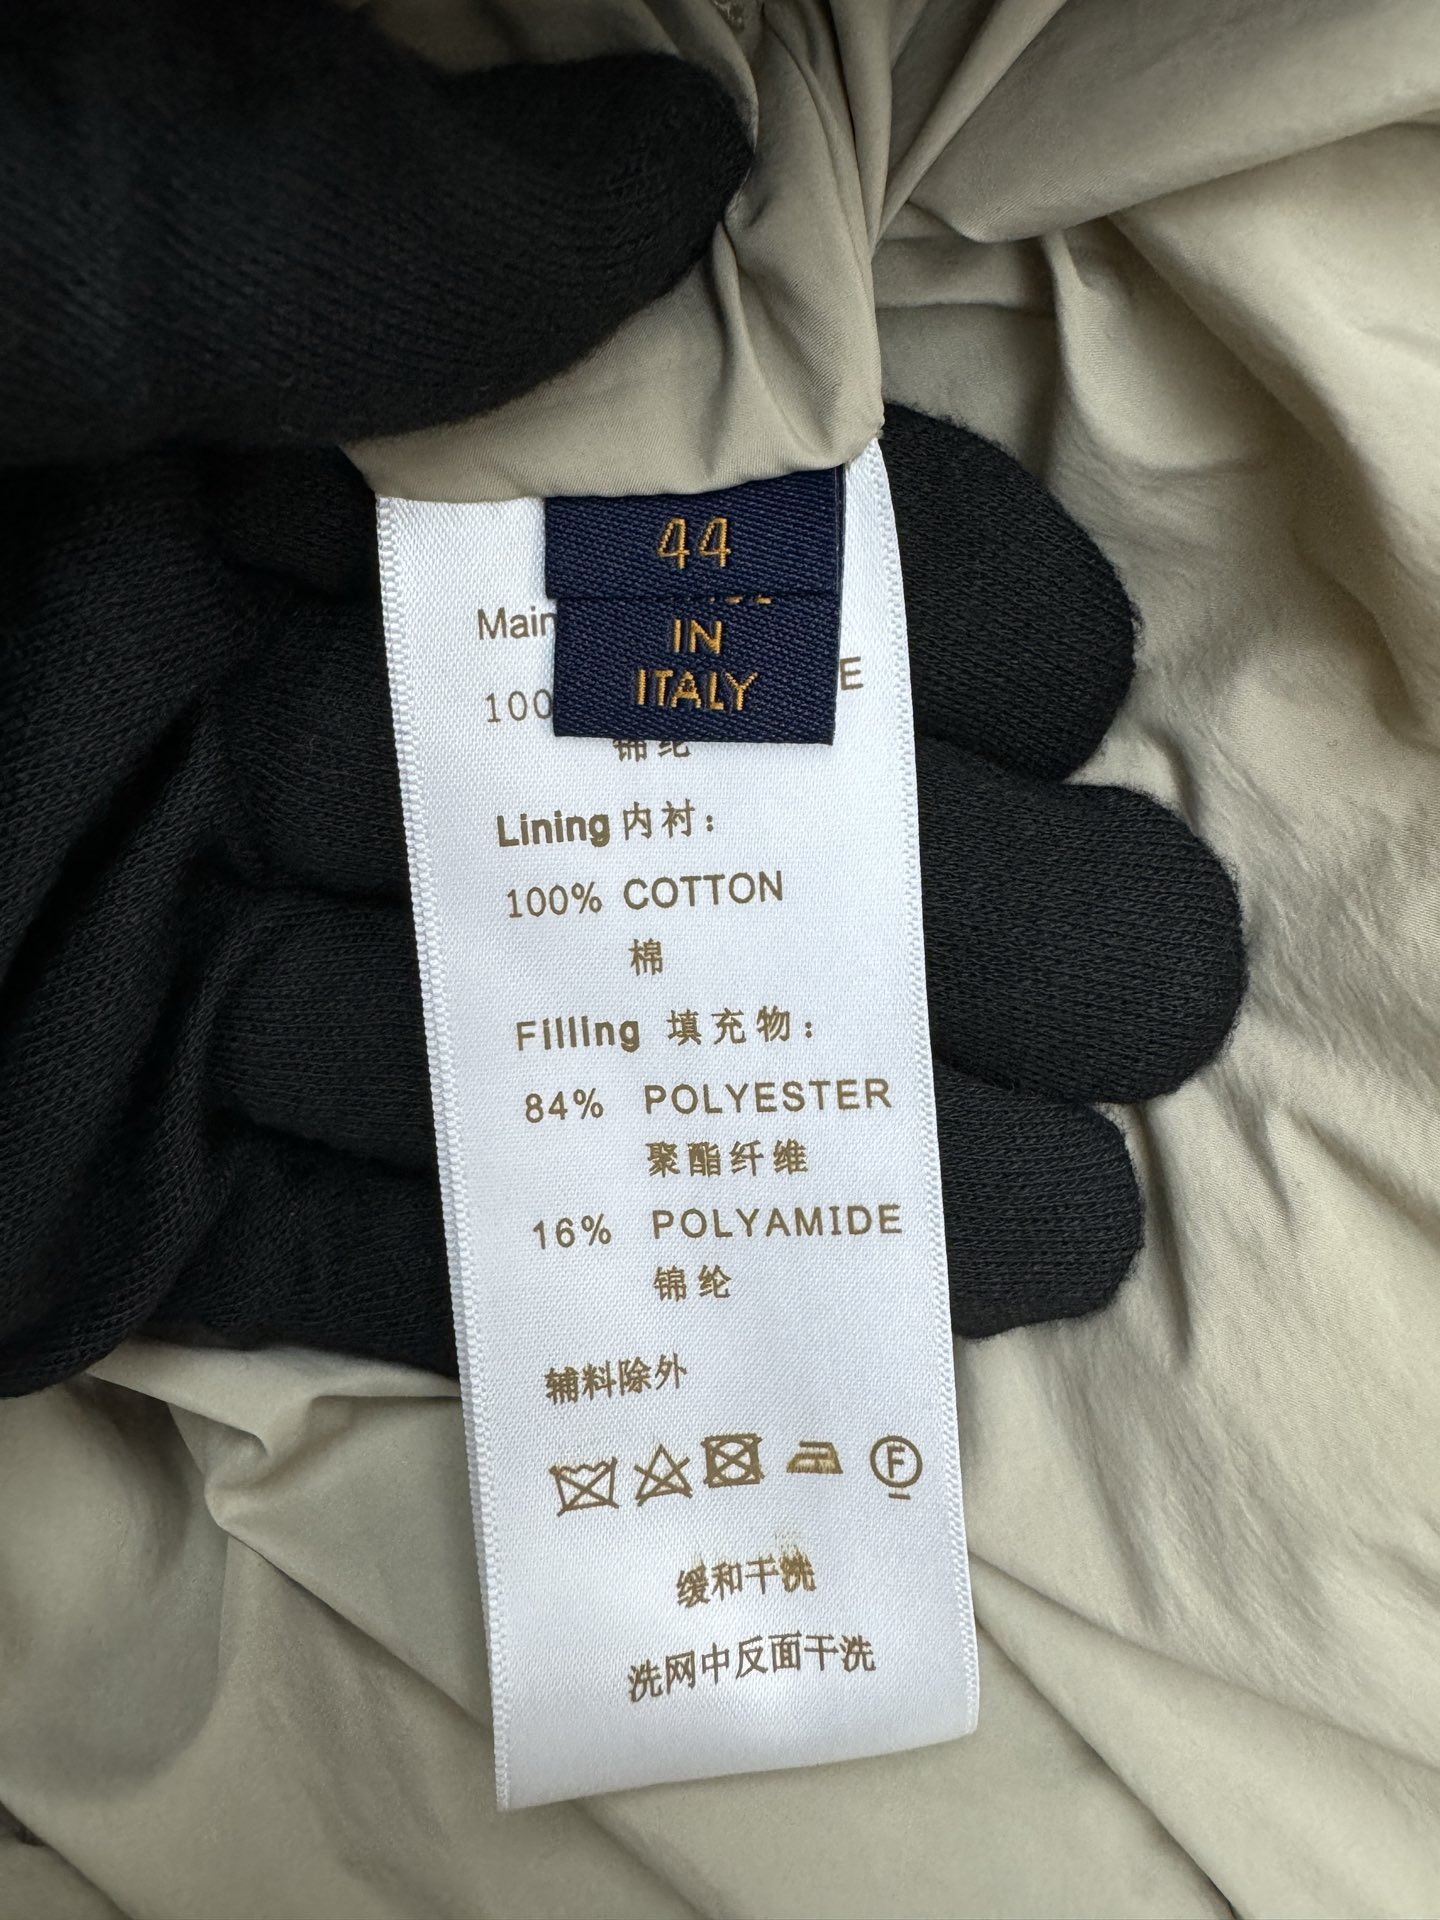 44
IN
ITALY
Main
100 E
锦纶
Lining 内衬：
100% COTTON
棉
Filling 填充物：
84% POLYESTER
聚酯纤维
16% POLYAMIDE
锦纶
辅料除外
F
缓和干洗
洗网中反面干洗